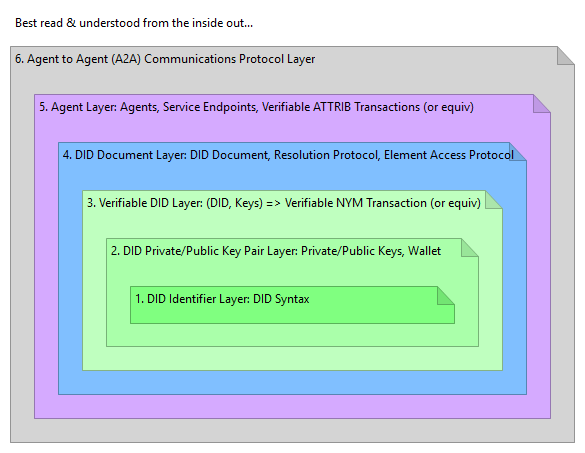 Best read & understood from the inside out...
6. Agent to Agent (A2A) Communications Protocol Layer
5. Agent Layer: Agents, Service Endpoints, Verifiable ATTRIB Transactions (or equiv)
4. DID Document Layer: DID Document, Resolution Protocol, Element Access Protocol
3. Verifiable DID Layer: (DID, Keys) => Verifiable NYM Transaction (or equiv)
2. DID Private/Public Key Pair Layer: Private/Public Keys, Wallet
1. DID Identifier Layer: DID Syntax